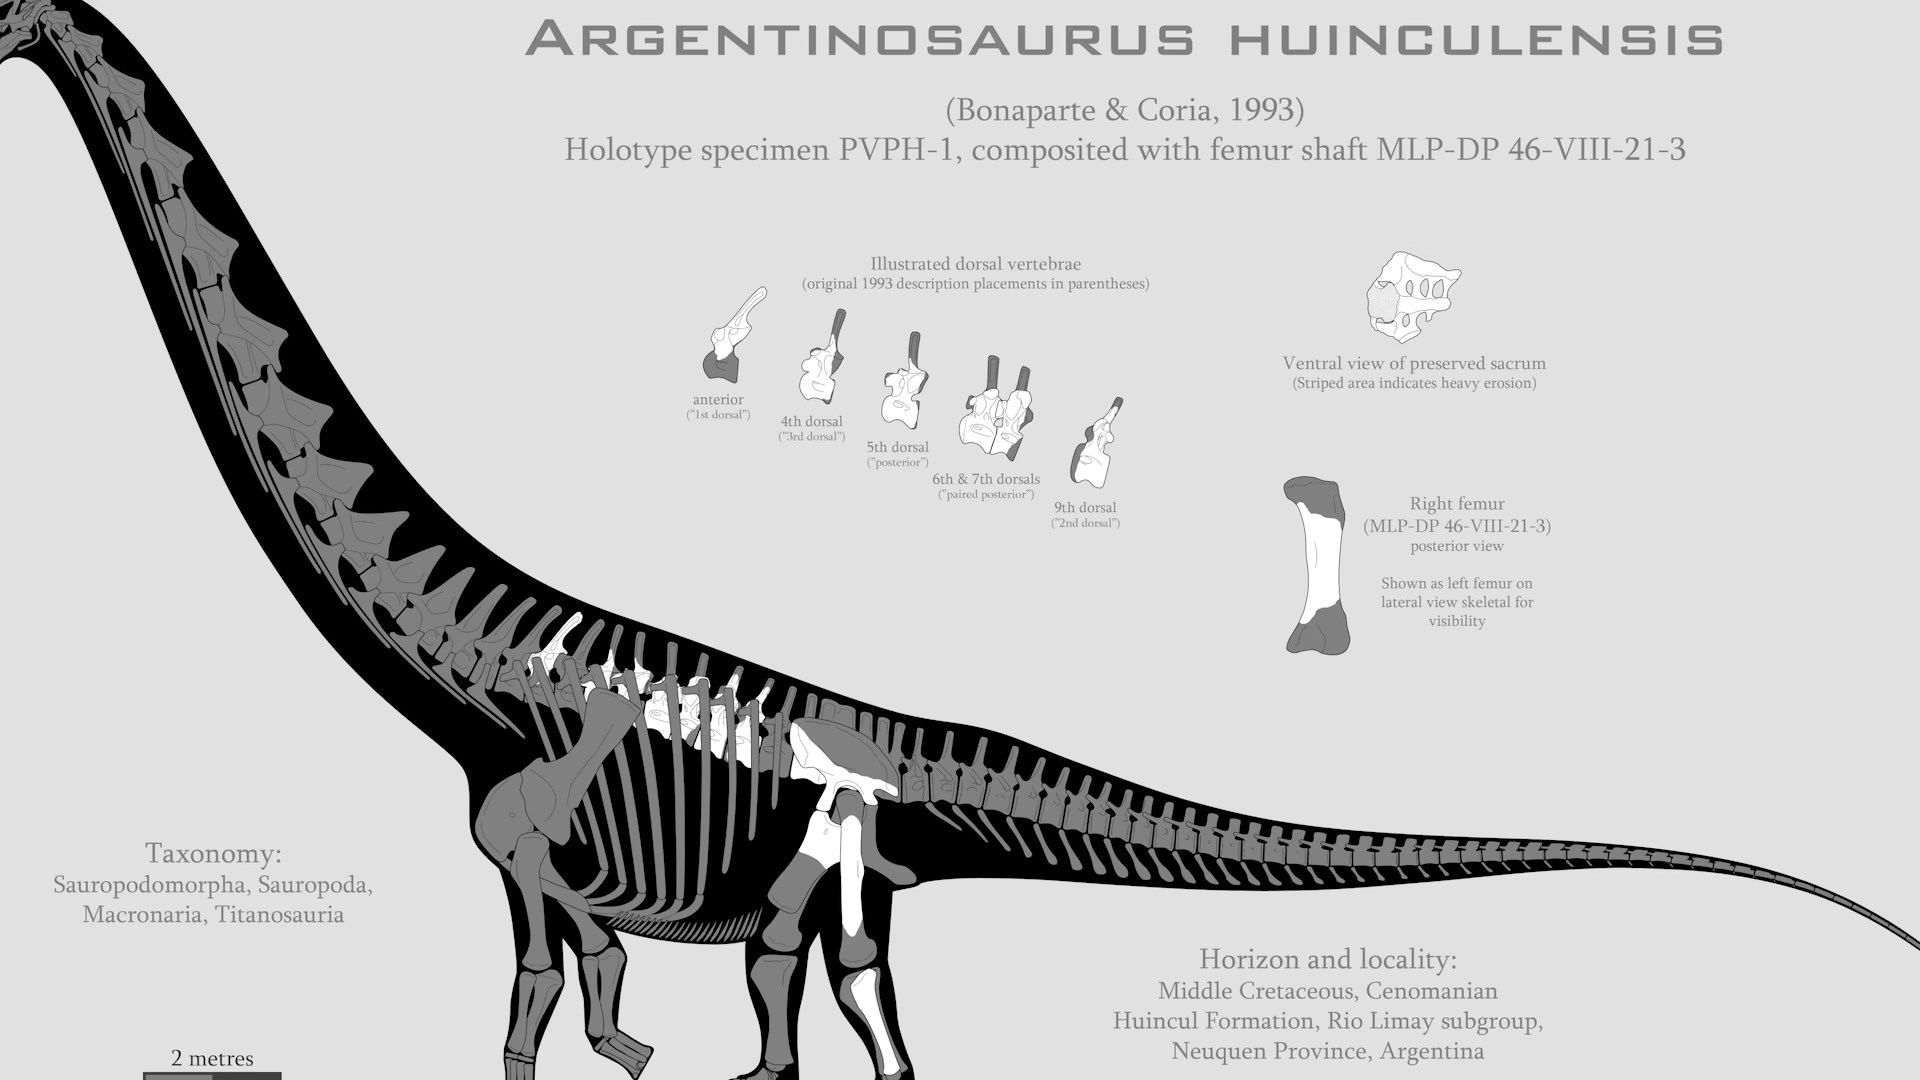 ARGENTINOSAURUS HUINCULENSIS
(Bonaparte & Coria, 1993)
Holotype specimen PVPH-1, composited with femur shaft MLP-DP 46-VIII-21-3
Illustrated dorsal vertebrae
(original 1993 description placements in parentheses)
anterior
("1st dorsal")
4th dorsal
("3rd dorsal")
5th dorsal
("posterior")
6th & 7th dorsals
("paired posterior")
9th dorsal
("2nd dorsal")
Ventral view of preserved sacrum
(Striped area indicates heavy erosion)
Right femur
(MLP-DP 46-VIII-21-3)
posterior view
Shown as left femur on
lateral view skeletal for
visibility
Taxonomy:
Sauropodomorpha, Sauropoda,
Macronaria, Titanosauria
2 metres
Horizon and locality:
Middle Cretaceous, Cenomanian
Huincul Formation, Rio Limay subgroup,
Neuquen Province, Argentina